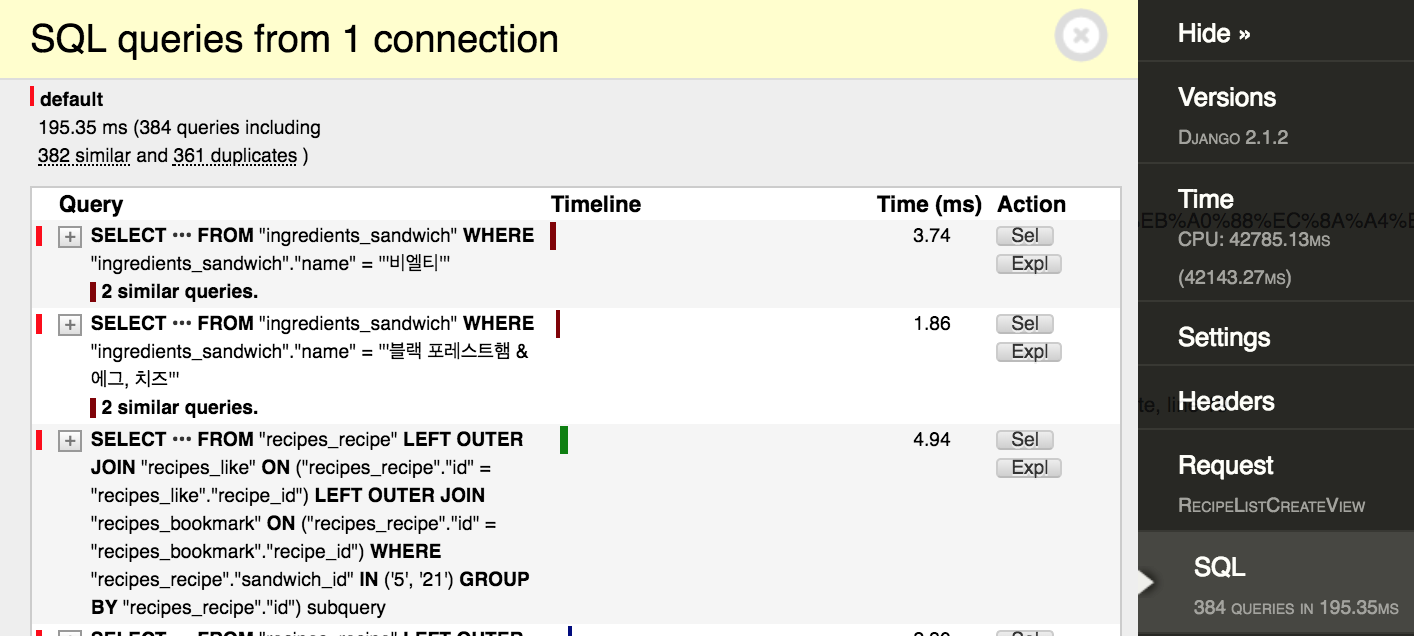 SQL queries from 1 connection
default
195.35 ms (384 queries including
382 similar and 361 duplicates )
Query Timeline Time (ms) Action
+ SELECT ••• FROM "ingredients_sandwich" WHERE 3.74 Sel
"ingredients_sandwich"."name" = '''비엘티''' Expl
2 similar queries.
+ SELECT ••• FROM "ingredients_sandwich" WHERE 1.86 Sel
"ingredients_sandwich"."name" = '''블랙 포레스트햄 & Expl
에그, 치즈'''
2 similar queries.
+ SELECT ••• FROM "recipes_recipe" LEFT OUTER 4.94 Sel
JOIN "recipes_like" ON ("recipes_recipe"."id" = Expl
"recipes_like"."recipe_id") LEFT OUTER JOIN
"recipes_bookmark" ON ("recipes_recipe"."id" =
"recipes_bookmark"."recipe_id") WHERE
"recipes_recipe"."sandwich_id" IN ('5', '21') GROUP
BY "recipes_recipe"."id") subquery
SELECT ••• FROM "recipes_recipe" LEFT OUTER Sel
Hide »
Versions
Django 2.1.2
Time
EB%A0%88%EC%8A%A4%E
CPU: 42785.13ms
(42143.27ms)
Settings
Headers
Request
RecipeListCreateView
SQL
384 queries in 195.35ms